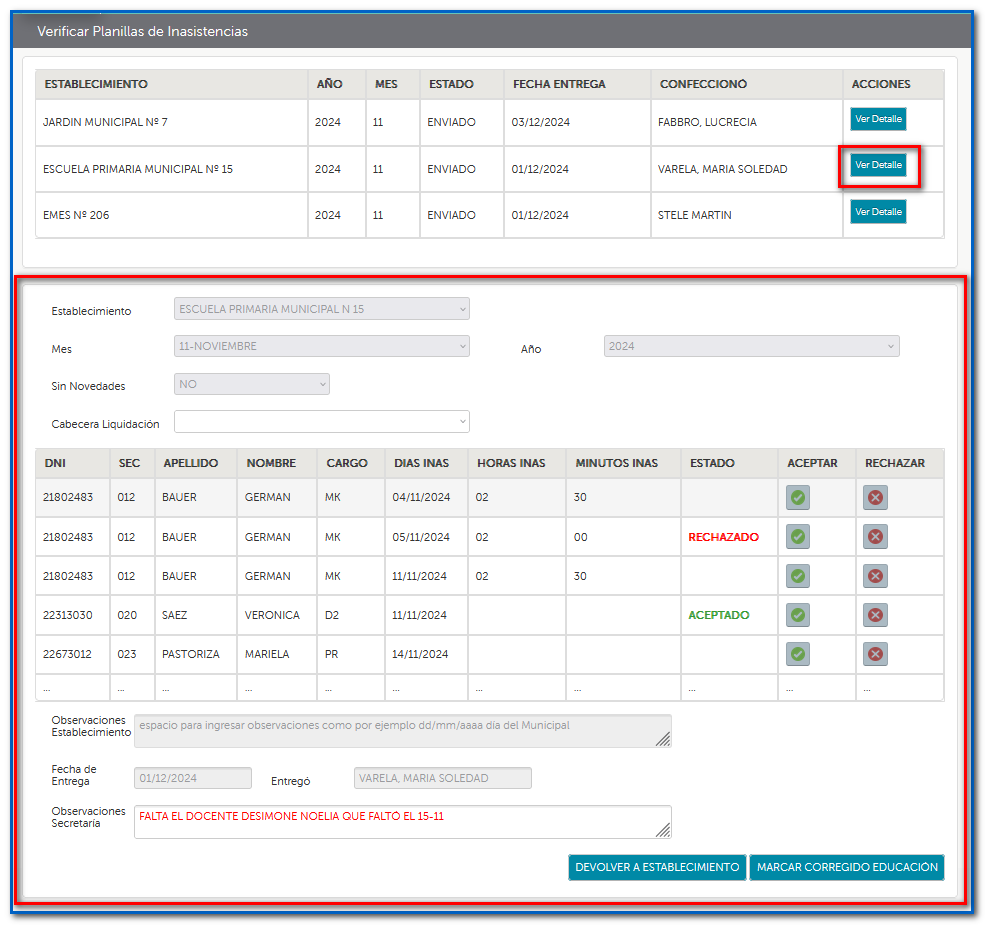 Verificar Planillas de Inasistencias
ESTABLECIMIENTO AÑO MES ESTADO FECHA ENTREGA CONFECCIONÓ ACCIONES
JARDIN MUNICIPAL Nº 7 2024 11 ENVIADO 03/12/2024 FABBRO, LUCRECIA Ver Detalle
ESCUELA PRIMARIA MUNICIPAL Nº 15 2024 11 ENVIADO 01/12/2024 VARELA, MARIA SOLEDAD Ver Detalle
EMES Nº 206 2024 11 ENVIADO 01/12/2024 STELE MARTIN Ver Detalle
Establecimiento ESCUELA PRIMARIA MUNICIPAL N 15
Mes 11-NOVIEMBRE Año 2024
Sin Novedades NO
Cabecera Liquidación
DNI SEC APELLIDO NOMBRE CARGO DIAS INAS HORAS INAS MINUTOS INAS ESTADO ACEPTAR RECHAZAR
21802483 012 BAUER GERMAN MK 04/11/2024 02 30
21802483 012 BAUER GERMAN MK 05/11/2024 02 00 RECHAZADO
21802483 012 BAUER GERMAN MK 11/11/2024 02 30
22313030 020 SAEZ VERONICA D2 11/11/2024 ACEPTADO
22673012 023 PASTORIZA MARIELA PR 14/11/2024
... ... ... ... ... ... ... ... ... ... ...
Observaciones
Establecimiento
espacio para ingresar observaciones como por ejemplo dd/mm/aaaa día del Municipal
Fecha de
Entrega
01/12/2024 Entregó VARELA, MARIA SOLEDAD
Observaciones
Secretaría
FALTA EL DOCENTE DESIMONE NOELIA QUE FALTÓ EL 15-11
DEVOLVER A ESTABLECIMIENTO MARCAR CORREGIDO EDUCACIÓN